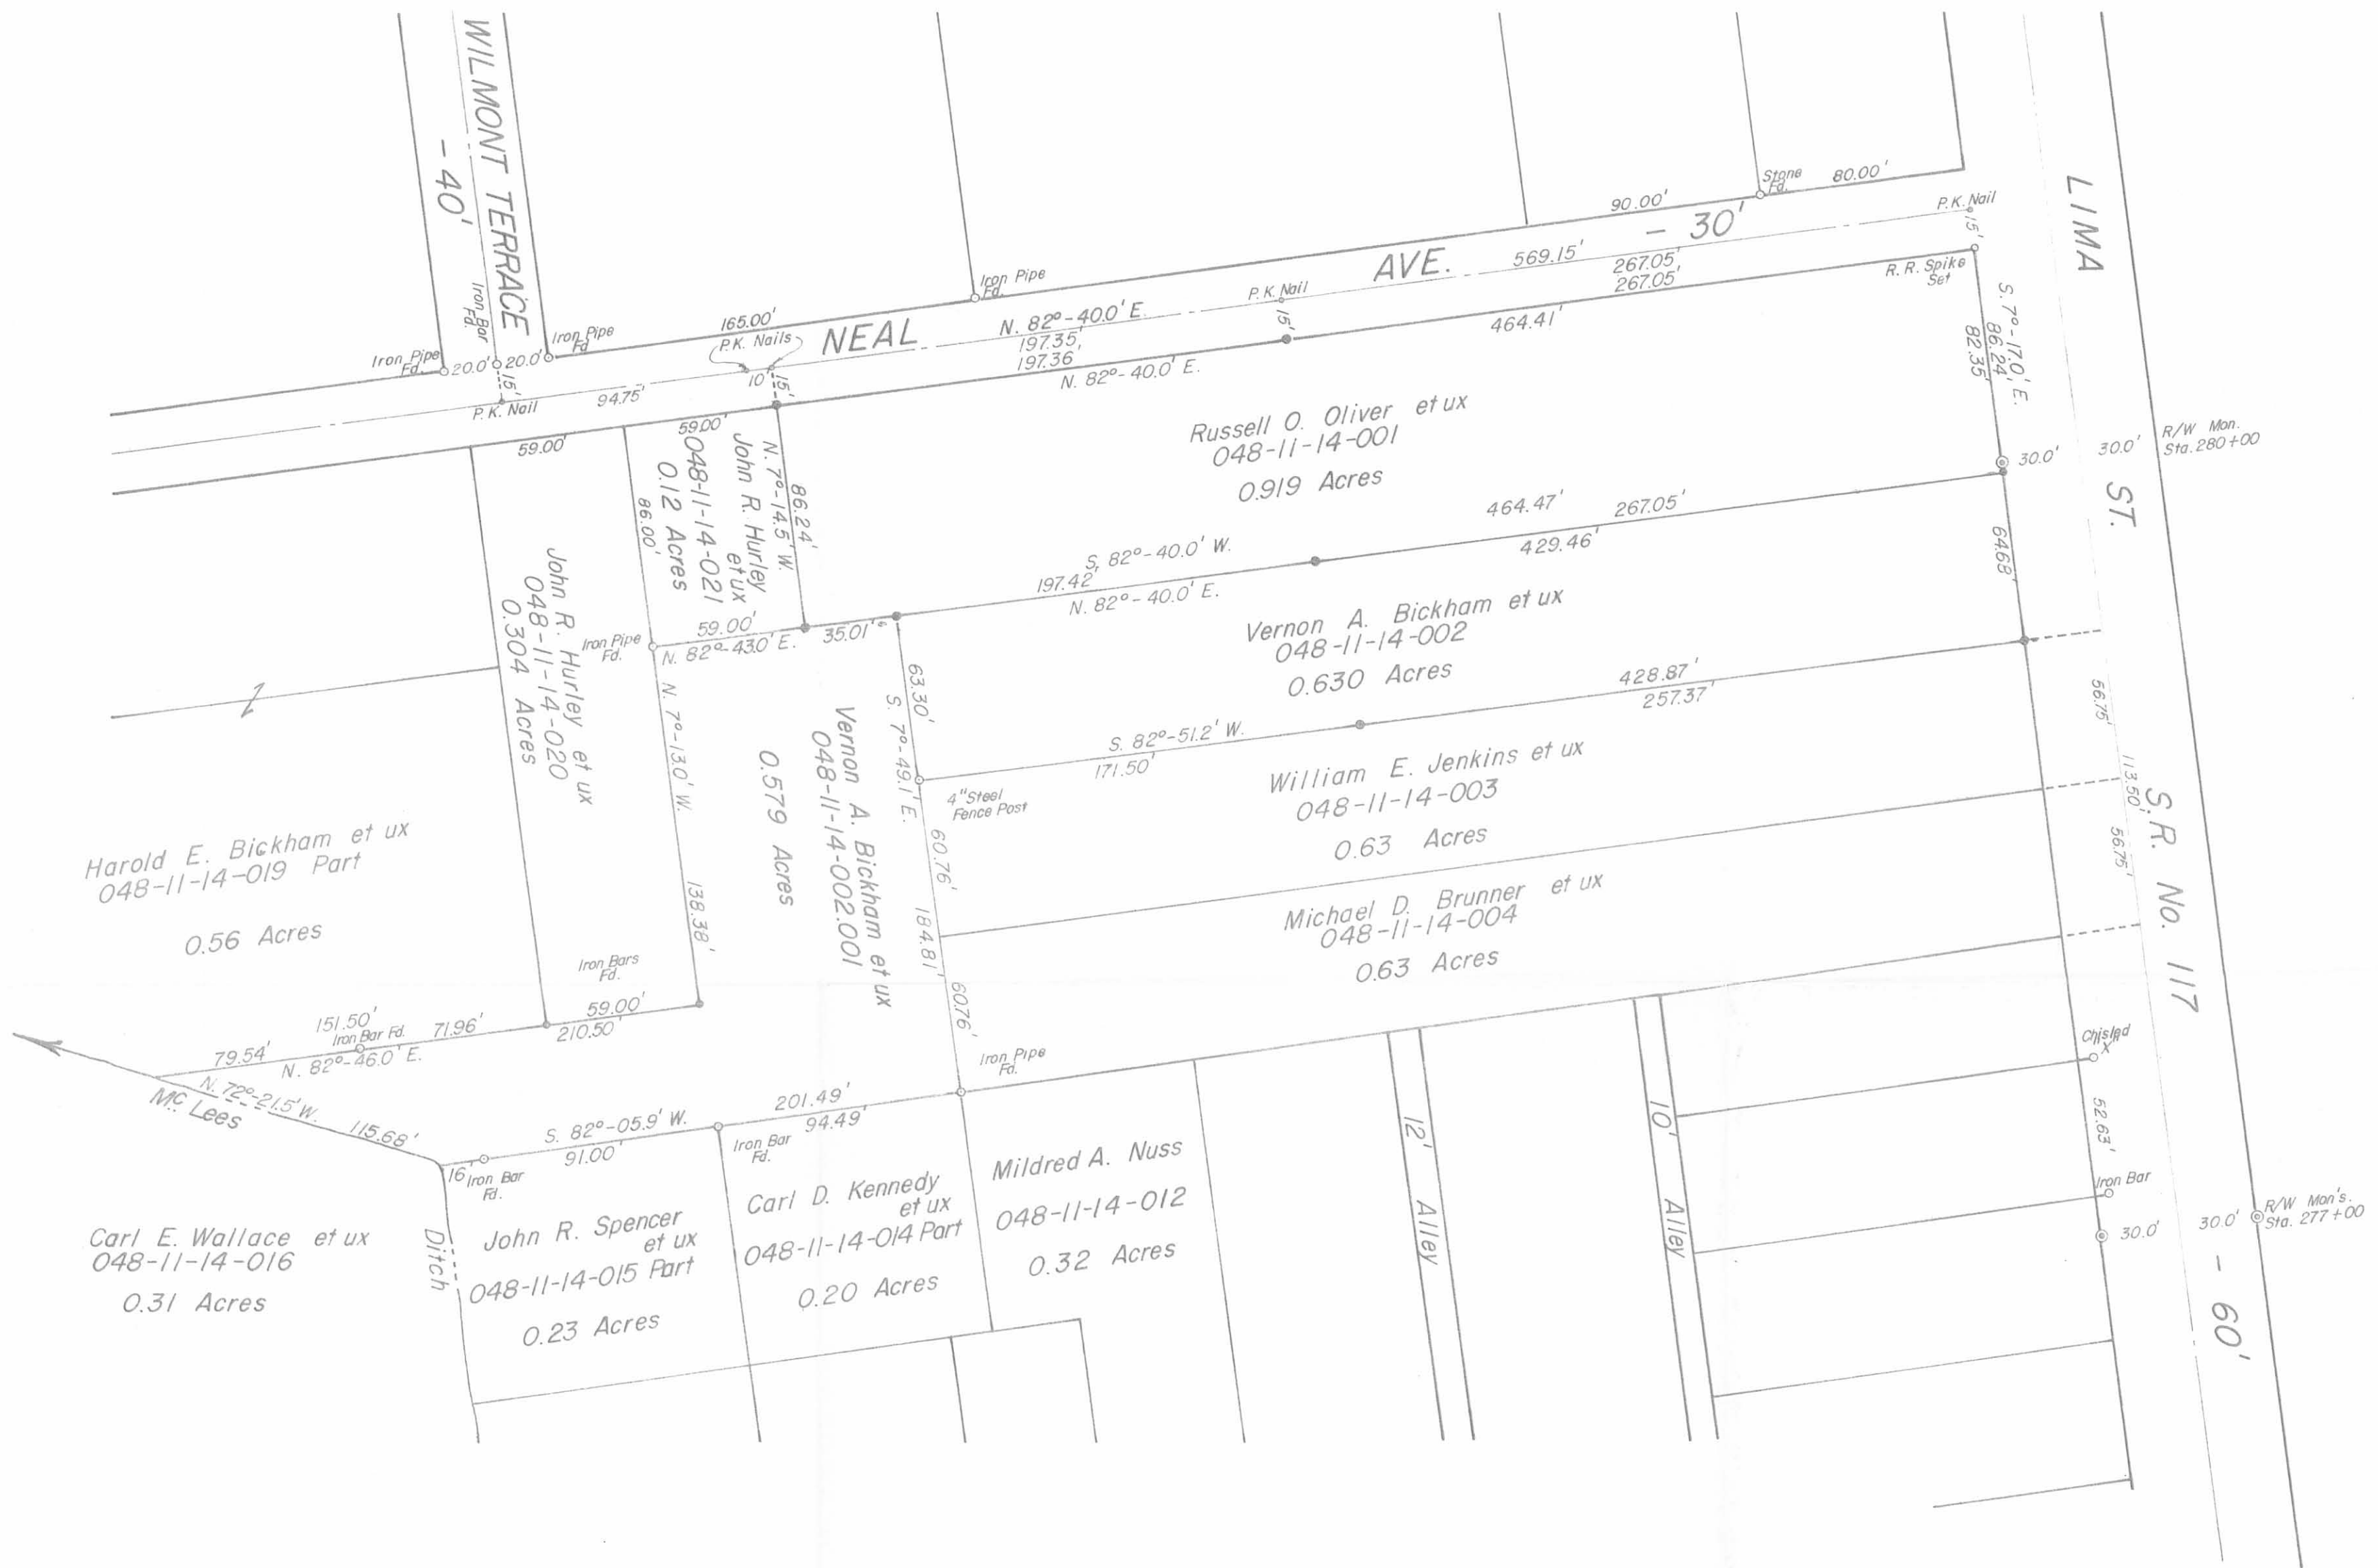 WILMONT TERRACE
- 40'
Iron Bar
Fd.
Iron Pipe
Fd.
20.0'
20.0'
Iron Pipe
Fd
15'
P.K. Nail
94.75'
165.00'
P.K. Nails
10'
15'
NEAL
AVE.
- 30'
Iron Pipe
Fd.
N. 82°-40.0' E.
197.35'
197.36
N. 82°-40.0' E.
P.K. Nail
15'
569.15'
267.05'
267.05'
464.41'
90.00'
Stone
Fd.
80.00'
P.K. Nail
15'
R.R. Spike
Set
S. 7°-17.0' E.
86.24'
82.35'
LIMA
ST.
S.R. No. 117
- 60'
R/W Mon.
Sta. 280+00
30.0'
30.0'
59.00'
59.00'
John R. Hurley
et ux
048-11-14-021
0.12 Acres
N. 7°-14.5' W.
86.24'
86.00'
Russell O. Oliver et ux
048-11-14-001
0.919 Acres
464.47'
267.05'
S. 82°-40.0' W.
197.42'
N. 82°-40.0' E.
429.46'
64.68'
John R. Hurley et ux
048-11-14-020
0.304 Acres
Iron Pipe
Fd.
59.00'
N. 82°-43.0' E.
35.01'
N. 7°-13.0' W.
138.38'
Vernon A. Bickham et ux
048-11-14-002
0.630 Acres
428.87'
257.37'
S. 82°-51.2' W.
171.50'
63.30'
S. 7°-49.1' E.
60.76'
184.81'
60.76'
Vernon A. Bickham et ux
048-11-14-002.001
0.579 Acres
4" Steel
Fence Post
William E. Jenkins et ux
048-11-14-003
0.63 Acres
56.75'
113.50'
56.75'
Michael D. Brunner et ux
048-11-14-004
0.63 Acres
Harold E. Bickham et ux
048-11-14-019 Part
0.56 Acres
Iron Bars
Fd.
59.00'
210.50'
151.50'
Iron Bar Fd.
71.96'
79.54'
N. 82°-46.0' E.
N. 72°-21.5' W.
115.68'
Mc Lees
Ditch
16'
Iron Bar
Fd.
S. 82°-05.9' W.
91.00'
201.49'
94.49'
Iron Bar
Fd.
Iron Pipe
Fd.
Carl E. Wallace et ux
048-11-14-016
0.31 Acres
John R. Spencer
et ux
048-11-14-015 Part
0.23 Acres
Carl D. Kennedy
et ux
048-11-14-014 Part
0.20 Acres
Mildred A. Nuss
048-11-14-012
0.32 Acres
12' Alley
10' Alley
Chisled
"X"
52.63'
Iron Bar
30.0'
30.0'
R/W Mon's.
Sta. 277+00